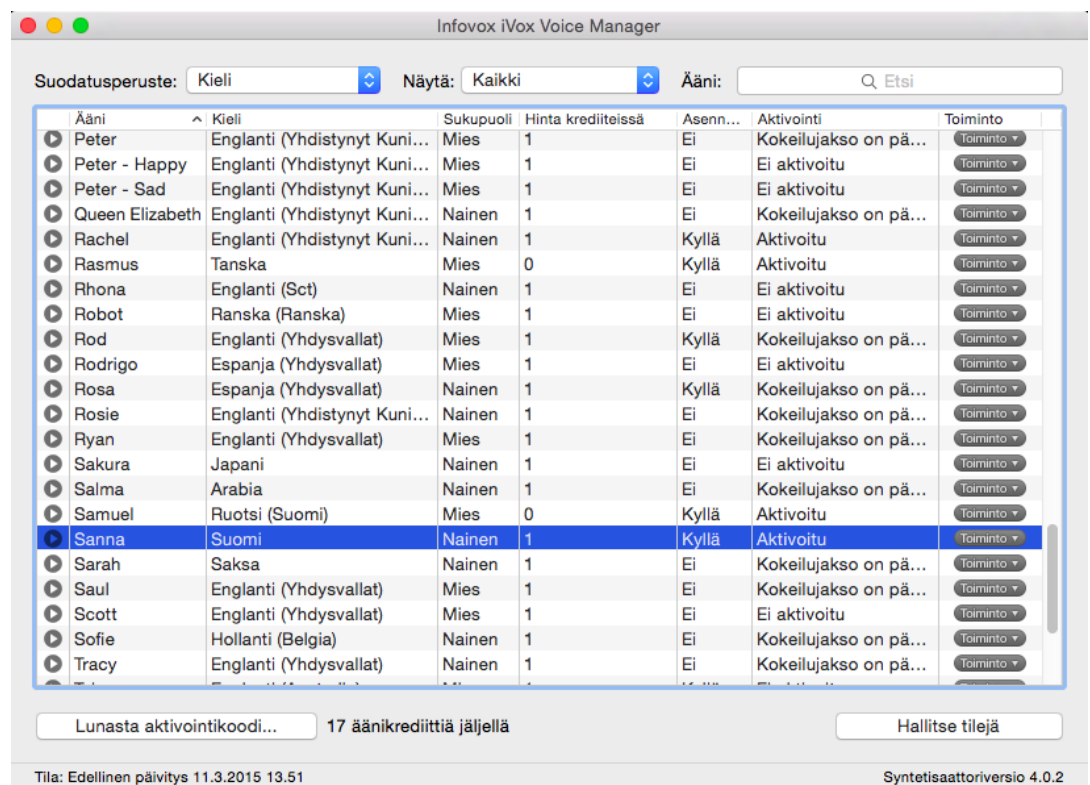 Infovox iVox Voice Manager
Suodatusperuste: Kieli Näytä: Kaikki Ääni: Etsi
Ääni Kieli Sukupuoli Hinta krediiteissä Asenn... Aktivointi Toiminto
Peter Englanti (Yhdistynyt Kuni... Mies 1 Ei Kokeilujakso on pä... Toiminto
Peter - Happy Englanti (Yhdistynyt Kuni... Mies 1 Ei Ei aktivoitu Toiminto
Peter - Sad Englanti (Yhdistynyt Kuni... Mies 1 Ei Ei aktivoitu Toiminto
Queen Elizabeth Englanti (Yhdistynyt Kuni... Nainen 1 Ei Kokeilujakso on pä... Toiminto
Rachel Englanti (Yhdistynyt Kuni... Nainen 1 Kyllä Aktivoitu Toiminto
Rasmus Tanska Mies 0 Kyllä Aktivoitu Toiminto
Rhona Englanti (Sct) Nainen 1 Ei Ei aktivoitu Toiminto
Robot Ranska (Ranska) Mies 1 Ei Ei aktivoitu Toiminto
Rod Englanti (Yhdysvallat) Mies 1 Kyllä Kokeilujakso on pä... Toiminto
Rodrigo Espanja (Yhdysvallat) Mies 1 Ei Ei aktivoitu Toiminto
Rosa Espanja (Yhdysvallat) Nainen 1 Kyllä Kokeilujakso on pä... Toiminto
Rosie Englanti (Yhdistynyt Kuni... Nainen 1 Ei Kokeilujakso on pä... Toiminto
Ryan Englanti (Yhdysvallat) Mies 1 Ei Kokeilujakso on pä... Toiminto
Sakura Japani Nainen 1 Ei Ei aktivoitu Toiminto
Salma Arabia Nainen 1 Ei Kokeilujakso on pä... Toiminto
Samuel Ruotsi (Suomi) Mies 0 Kyllä Aktivoitu Toiminto
Sanna Suomi Nainen 1 Kyllä Aktivoitu Toiminto
Sarah Saksa Nainen 1 Ei Kokeilujakso on pä... Toiminto
Saul Englanti (Yhdysvallat) Mies 1 Ei Kokeilujakso on pä... Toiminto
Scott Englanti (Yhdysvallat) Mies 1 Ei Ei aktivoitu Toiminto
Sofie Hollanti (Belgia) Nainen 1 Ei Kokeilujakso on pä... Toiminto
Tracy Englanti (Yhdysvallat) Nainen 1 Ei Kokeilujakso on pä... Toiminto
Lunasta aktivointikoodi... 17 äänikrediittiä jäljellä Hallitse tilejä
Tila: Edellinen päivitys 11.3.2015 13.51 Syntetisaattoriversio 4.0.2